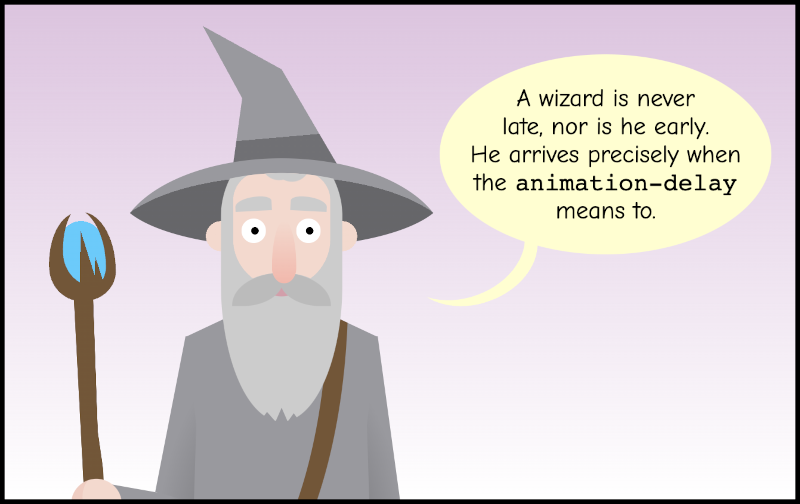 A wizard is never
late, nor is he early.
He arrives precisely when
the animation-delay
means to.